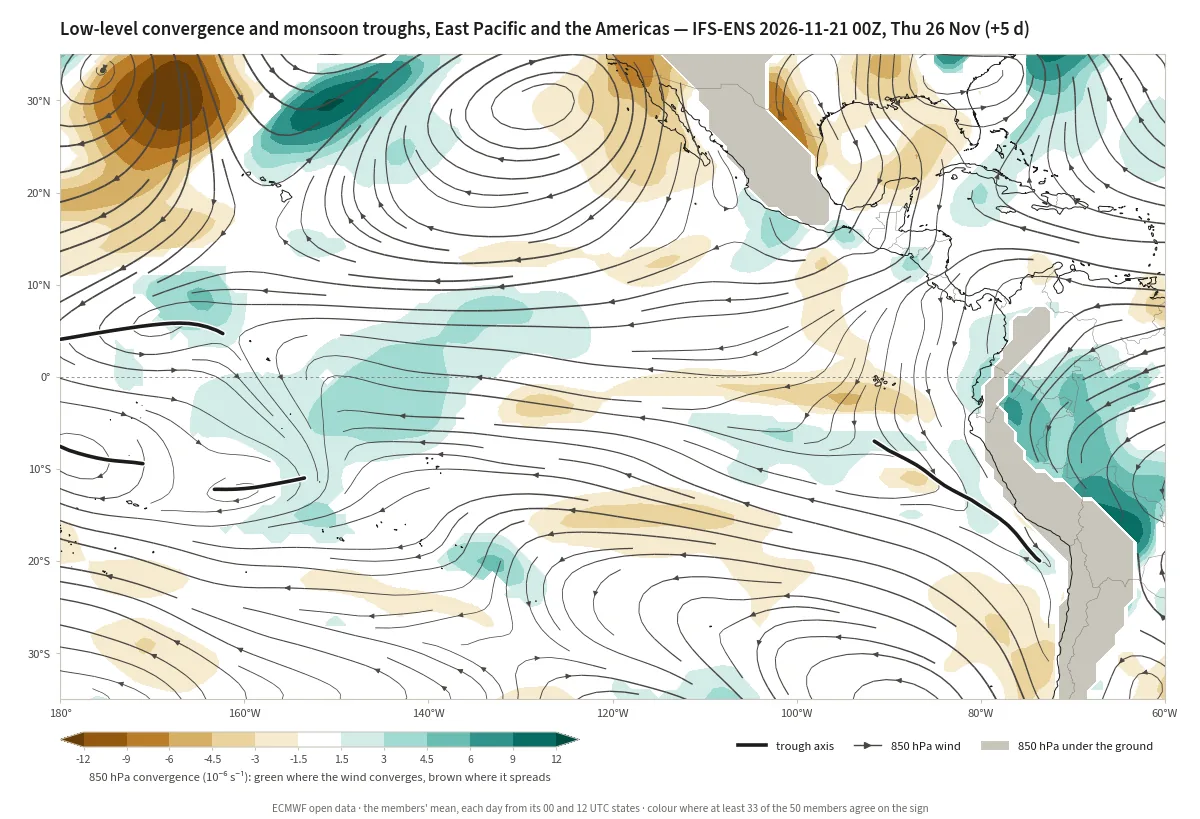 Low-level convergence and monsoon troughs, East Pacific and the Americas — IFS-ENS 2026-11-21 00Z, Thu 26 Nov (+5 d)
30°N
20°N
10°N
0°
10°S
20°S
30°S
180° 160°W 140°W 120°W 100°W 80°W 60°W
-12 -9 -6 -4.5 -3 -1.5 1.5 3 4.5 6 9 12
850 hPa convergence (10⁻⁶ s⁻¹): green where the wind converges, brown where it spreads
trough axis 850 hPa wind 850 hPa under the ground
ECMWF open data · the members' mean, each day from its 00 and 12 UTC states · colour where at least 33 of the 50 members agree on the sign